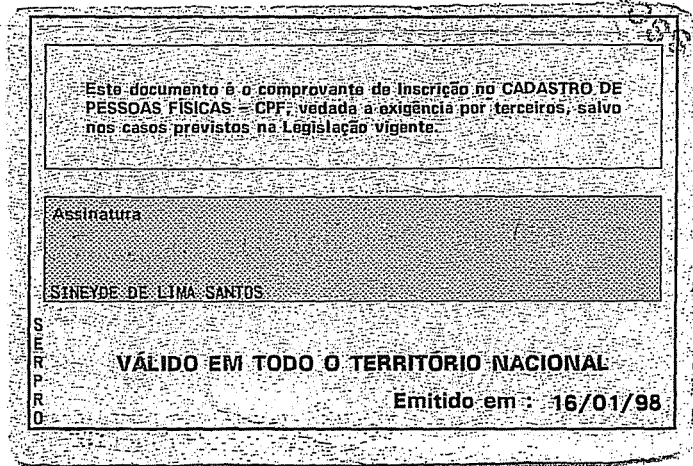 Este documento é o comprovante de Inscrição no CADASTRO DE
PESSOAS FÍSICAS — CPF, vedada a exigência por terceiros, salvo
nos casos previstos na Legislação vigente.
Assinatura
SINEYDE DE LIMA SANTOS
SERPRO
VÁLIDO EM TODO O TERRITÓRIO NACIONAL
Emitido em : 16/01/98